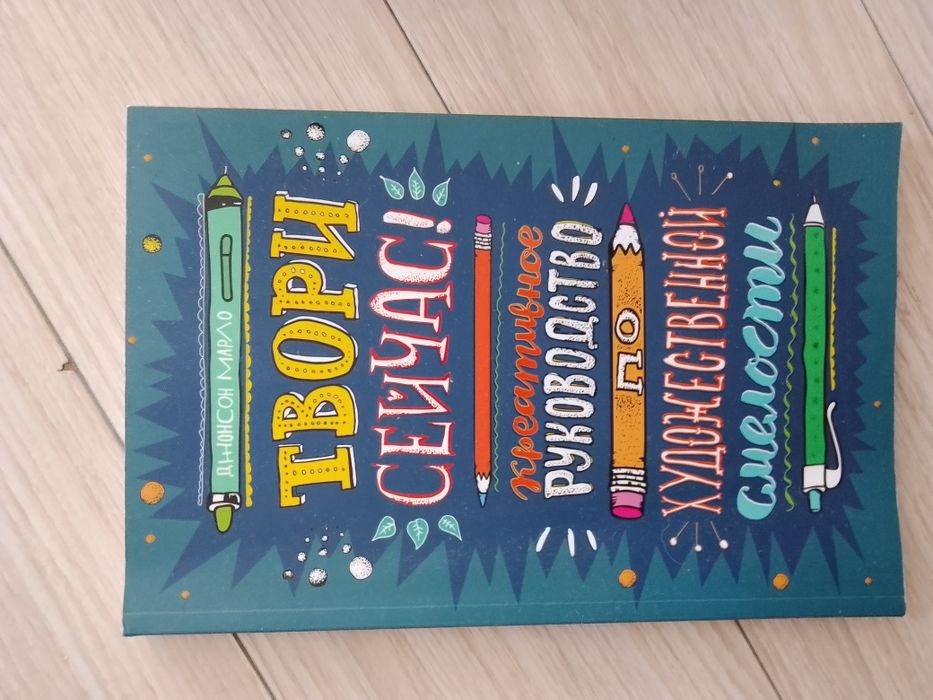 ДЖОНСОН МАРЛО
ТВОРИ
СЕЙЧАС!
Креативное
РУКОВОДСТВО
ПО
ХУДОЖЕСТВЕННОЙ
смелости